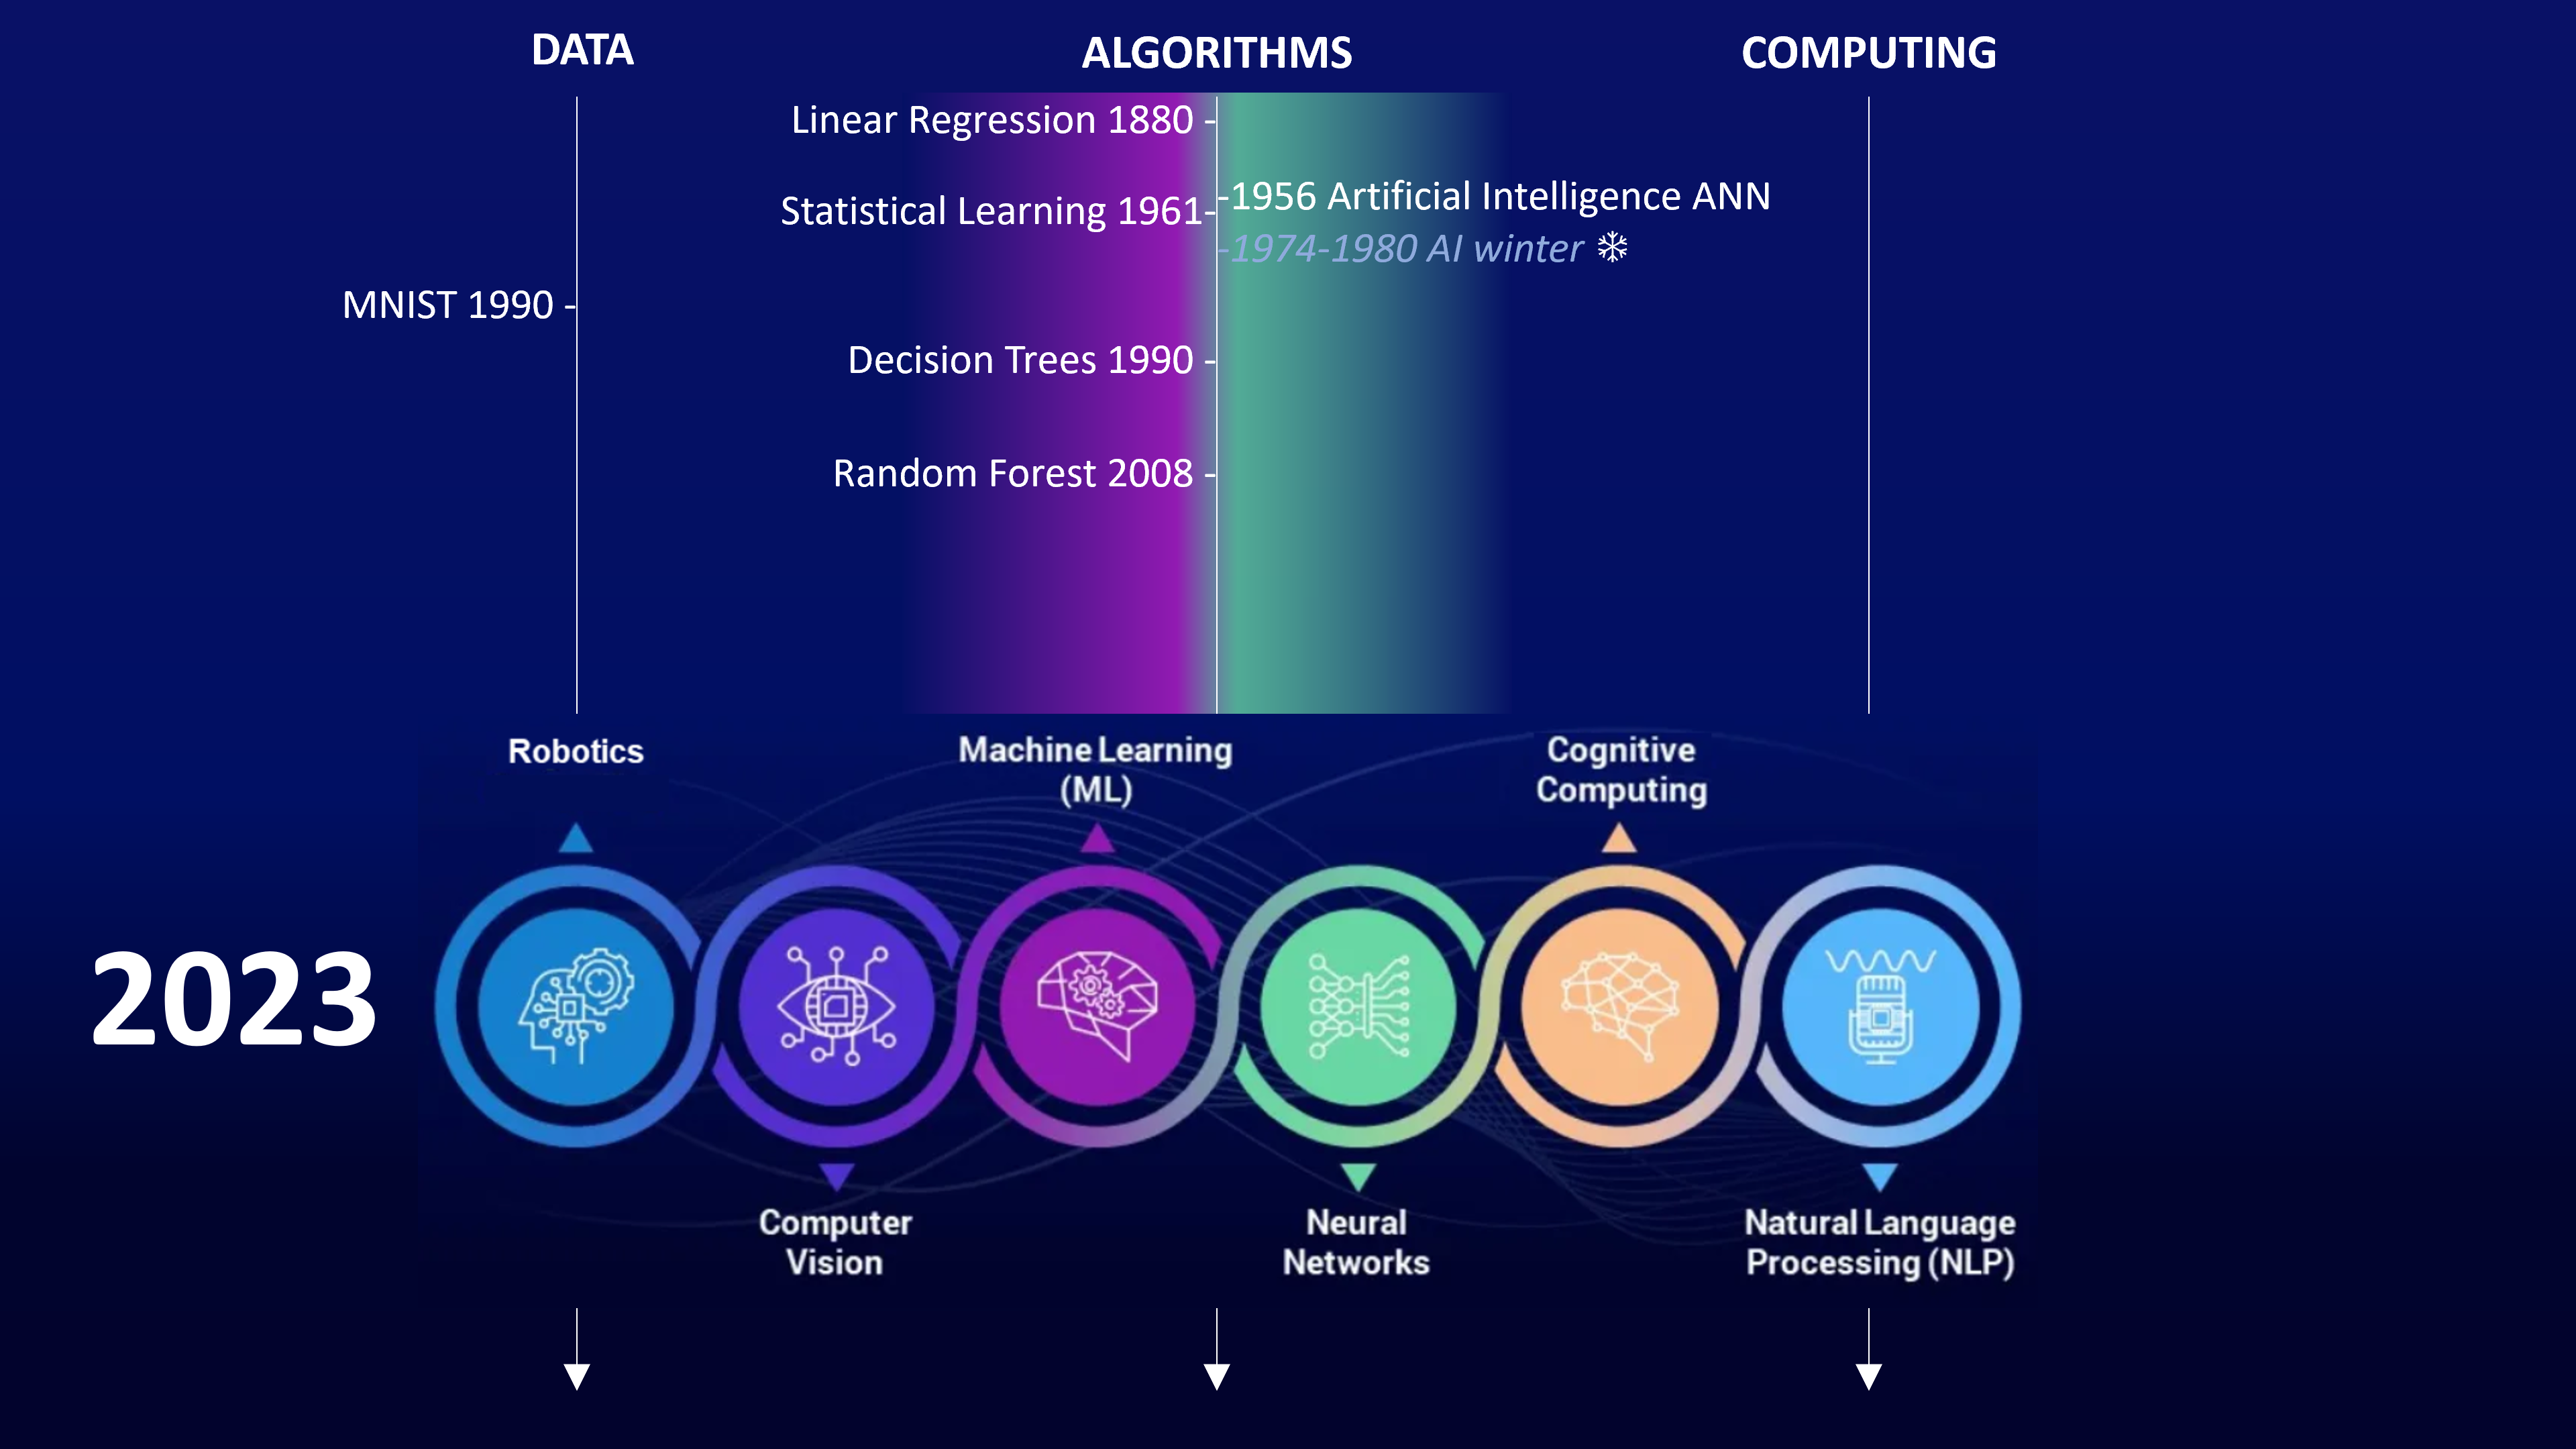 DATA
ALGORITHMS
COMPUTING
Linear Regression 1880 -
-1956 Artificial Intelligence ANN
Statistical Learning 1961-
-1974-1980 AI winter ❄
MNIST 1990 -
Decision Trees 1990 -
Random Forest 2008 -
Robotics
Machine Learning
(ML)
Cognitive
Computing
2023
Computer
Vision
Neural
Networks
Natural Language
Processing (NLP)